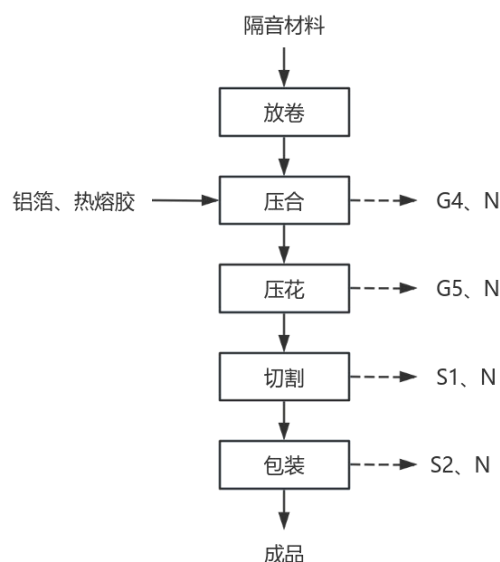 隔音材料
放卷
铝箔、热熔胶
压合
G4、N
压花
G5、N
切割
S1、N
包装
S2、N
成品